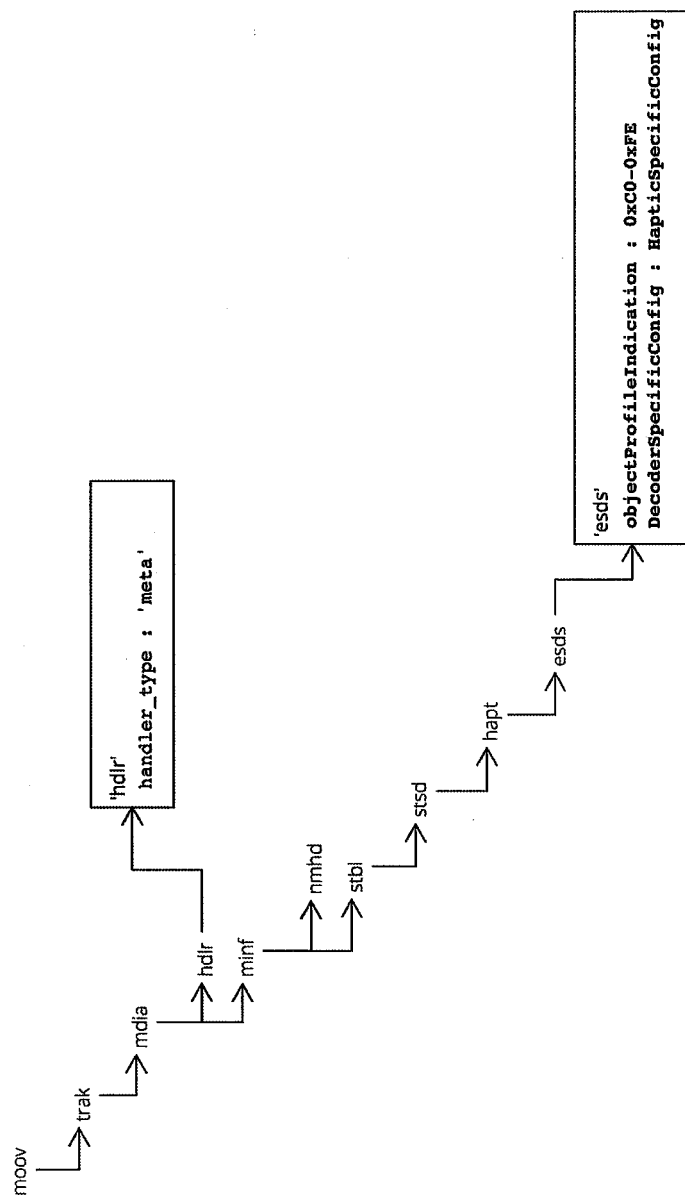 moov
trak
mdia
hdlr
'hdlr'
handler_type : 'meta'
minf
nmhd
stbl
stsd
hapt
esds
'esds'
objectProfileIndication : 0xC0-0xFE
DecoderSpecificConfig : HapticSpecificConfig